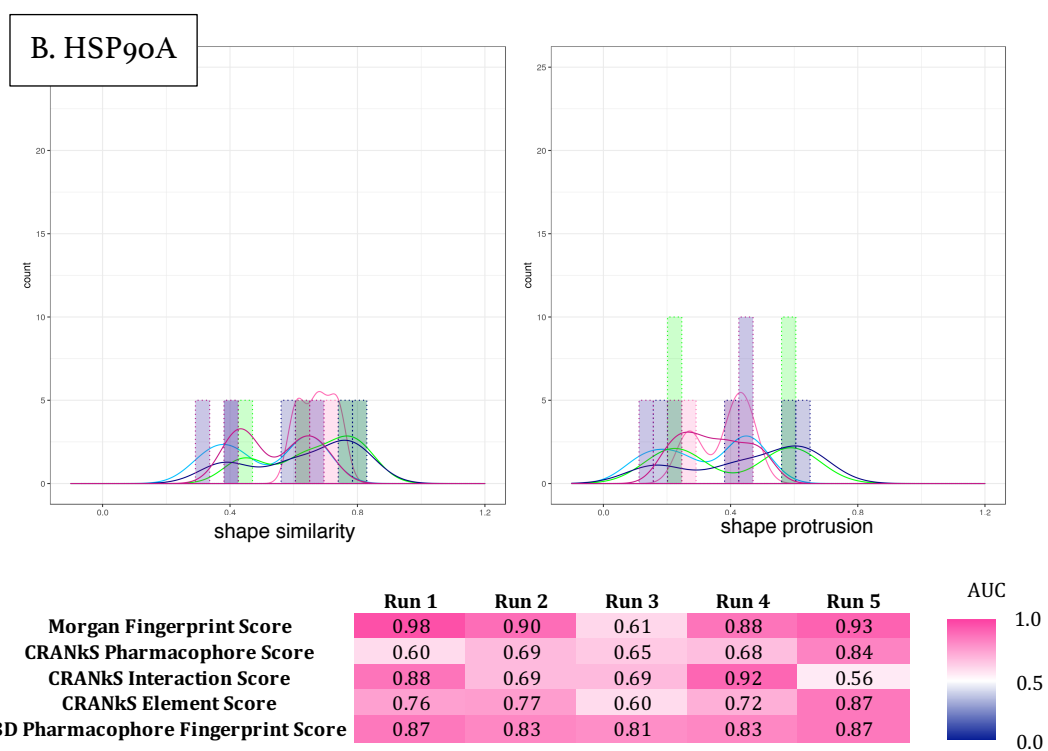 B. HSP90A
25
20
15
10
5
0
count
0.0 0.4 0.8 1.2
shape similarity
25
20
15
10
5
0
count
0.0 0.4 0.8 1.2
shape protrusion
Run 1 Run 2 Run 3 Run 4 Run 5
Morgan Fingerprint Score 0.98 0.90 0.61 0.88 0.93
CRANkS Pharmacophore Score 0.60 0.69 0.65 0.68 0.84
CRANkS Interaction Score 0.88 0.69 0.69 0.92 0.56
CRANkS Element Score 0.76 0.77 0.60 0.72 0.87
3D Pharmacophore Fingerprint Score 0.87 0.83 0.81 0.83 0.87
AUC
1.0
0.5
0.0